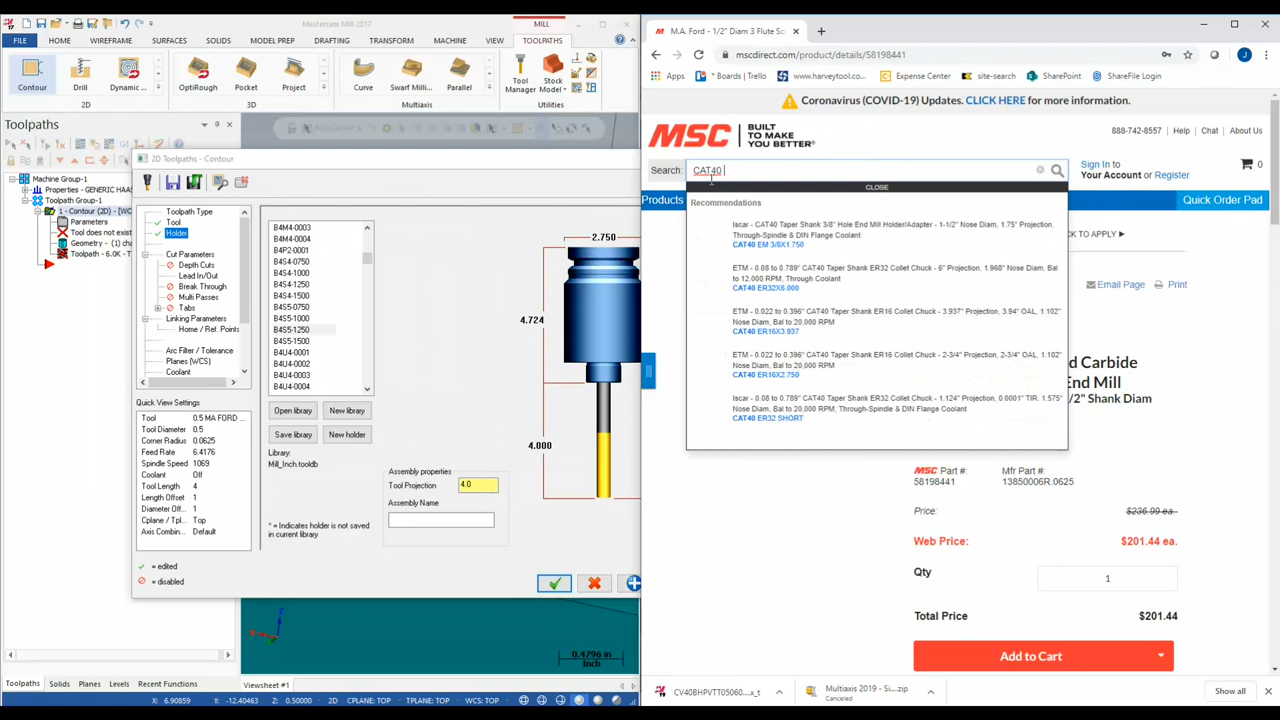 Mastercam Mill 2017
MILL
FILE
HOME
WIREFRAME
SURFACES
SOLIDS
MODEL PREP
DRAFTING
TRANSFORM
MACHINE
VIEW
TOOLPATHS
Contour
Drill
Dynamic ...
OptiRough
Pocket
Project
Curve
Swarf Milli...
Parallel
Tool
Manager
Stock
Model
2D
3D
Multiaxis
Utilities
Toolpaths
Machine Group-1
Properties - GENERIC HAAS
Toolpath Group-1
1 - Contour (2D) - [WC
Parameters
Tool does not exist
Geometry - (1) cha
Toolpath - 6.0K - T
2D Toolpaths - Contour
Toolpath Type
Tool
Holder
Cut Parameters
Depth Cuts
Lead In/Out
Break Through
Multi Passes
Tabs
Linking Parameters
Home / Ref. Points
Arc Filter / Tolerance
Planes (WCS)
Coolant
Quick View Settings
Tool 0.5 MA FORD ...
Tool Diameter 0.5
Corner Radius 0.0625
Feed Rate 6.4176
Spindle Speed 1069
Coolant Off
Tool Length 4
Length Offset 1
Diameter Off... 1
Cplane / Tpl... Top
Axis Combin... Default
= edited
= disabled
B4M4-0003
B4M4-0004
B4P2-0001
B4S4-0750
B4S4-1000
B4S4-1250
B4S4-1500
B4S5-0750
B4S5-1000
B4S5-1250
B4S5-1500
B4U4-0001
B4U4-0002
B4U4-0003
B4U4-0004
Open library
New library
Save library
New holder
Library:
Mill_Inch.tooldb
* = Indicates holder is not saved
in current library
Assembly properties
Tool Projection
4.0
Assembly Name
2.750
4.724
4.000
0.4796 in
Inch
Toolpaths
Solids
Planes
Levels
Recent Functions
Viewsheet #1
X: 6.90859
Y: -12.40463
Z: 0.50000
2D
CPLANE: TOP
TPLANE: TOP
WCS: TOP
M.A. Ford - 1/2" Diam 3 Flute So
mscdirect.com/product/details/58198441
J
Apps
* Boards | Trello
www.harveytool.co...
Expense Center
site-search
SharePoint
ShareFile Login
Coronavirus (COVID-19) Updates. CLICK HERE for more information.
MSC
BUILT
TO MAKE
YOU BETTER®
888-742-8557 | Help | Chat | About Us
Search:
CAT40
Sign In to
Your Account or Register
0
Products
Quick Order Pad
CLOSE
Recommendations
Iscar - CAT40 Taper Shank 3/8" Hole End Mill Holder/Adapter - 1-1/2" Nose Diam, 1.75" Projection,
Through-Spindle & DIN Flange Coolant
CAT40 EM 3/8X1.750
ETM - 0.08 to 0.789" CAT40 Taper Shank ER32 Collet Chuck - 6" Projection, 1.968" Nose Diam, Bal
to 12,000 RPM, Through Coolant
CAT40 ER32X6.000
ETM - 0.022 to 0.396" CAT40 Taper Shank ER16 Collet Chuck - 3.937" Projection, 3.94" OAL, 1.102"
Nose Diam, Bal to 20,000 RPM
CAT40 ER16X3.937
ETM - 0.022 to 0.396" CAT40 Taper Shank ER16 Collet Chuck - 2-3/4" Projection, 2-3/4" OAL, 1.102"
Nose Diam, Bal to 20,000 RPM
CAT40 ER16X2.750
Iscar - 0.08 to 0.789" CAT40 Taper Shank ER32 Collet Chuck - 1.124" Projection, 0.0001" TIR, 1.575"
Nose Diam, Bal to 20,000 RPM, Through-Spindle & DIN Flange Coolant
CAT40 ER32 SHORT
CK TO APPLY
Email Page
Print
d Carbide
End Mill
1/2" Shank Diam
MSC Part #:
58198441
Mfr Part #:
13850006R.0625
Price:
$236.99 ea.
Web Price:
$201.44 ea.
Qty
1
Total Price
$201.44
Add to Cart
CV40BHPVTT05060....x_t
Multiaxis 2019 - Si....zip
Canceled
Show all